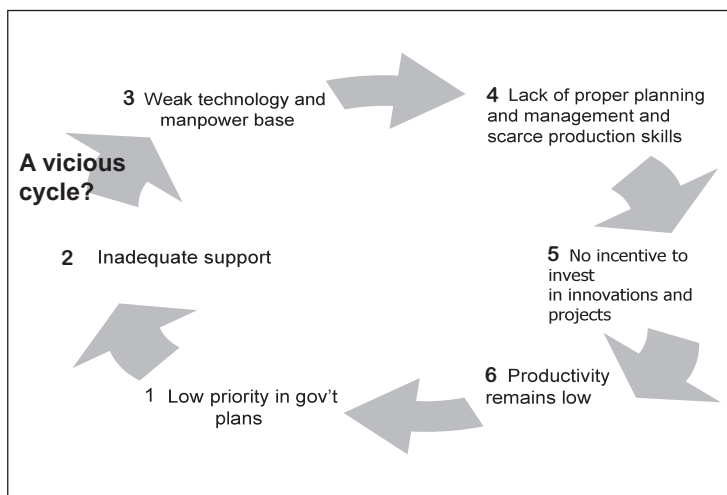 A vicious
cycle?
1 Low priority in gov't
plans
2 Inadequate support
3 Weak technology and
manpower base
4 Lack of proper planning
and management and
scarce production skills
5 No incentive to
invest
in innovations and
projects
6 Productivity
remains low